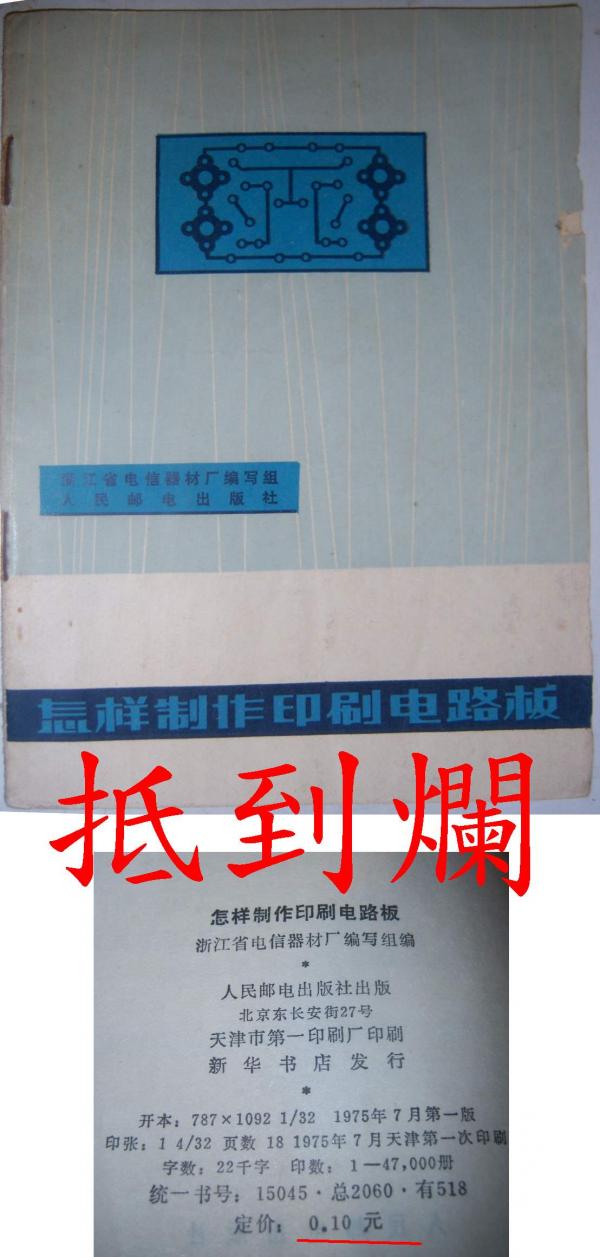 浙江省电信器材厂编写组
人民邮电出版社
怎样制作印刷电路板
抵到爛
怎样制作印刷电路板
浙江省电信器材厂编写组编
*
人民邮电出版社出版
北京东长安街27号
天津市第一印刷厂印刷
新华书店发行
*
开本：787×1092 1/32 1975年7月第一版
印张：1 4/32 页数 18 1975年7月天津第一次印刷
字数：22千字 印数：1—47,000册
统一书号：15045·总2060·有518
定价：0.10元